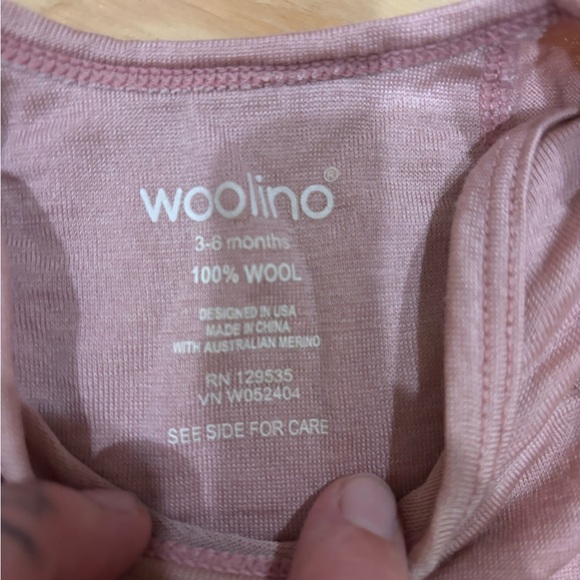 woolino®
3-6 months
100% WOOL
DESIGNED IN USA
MADE IN CHINA
WITH AUSTRALIAN MERINO
RN 129535
VN W052404
SEE SIDE FOR CARE